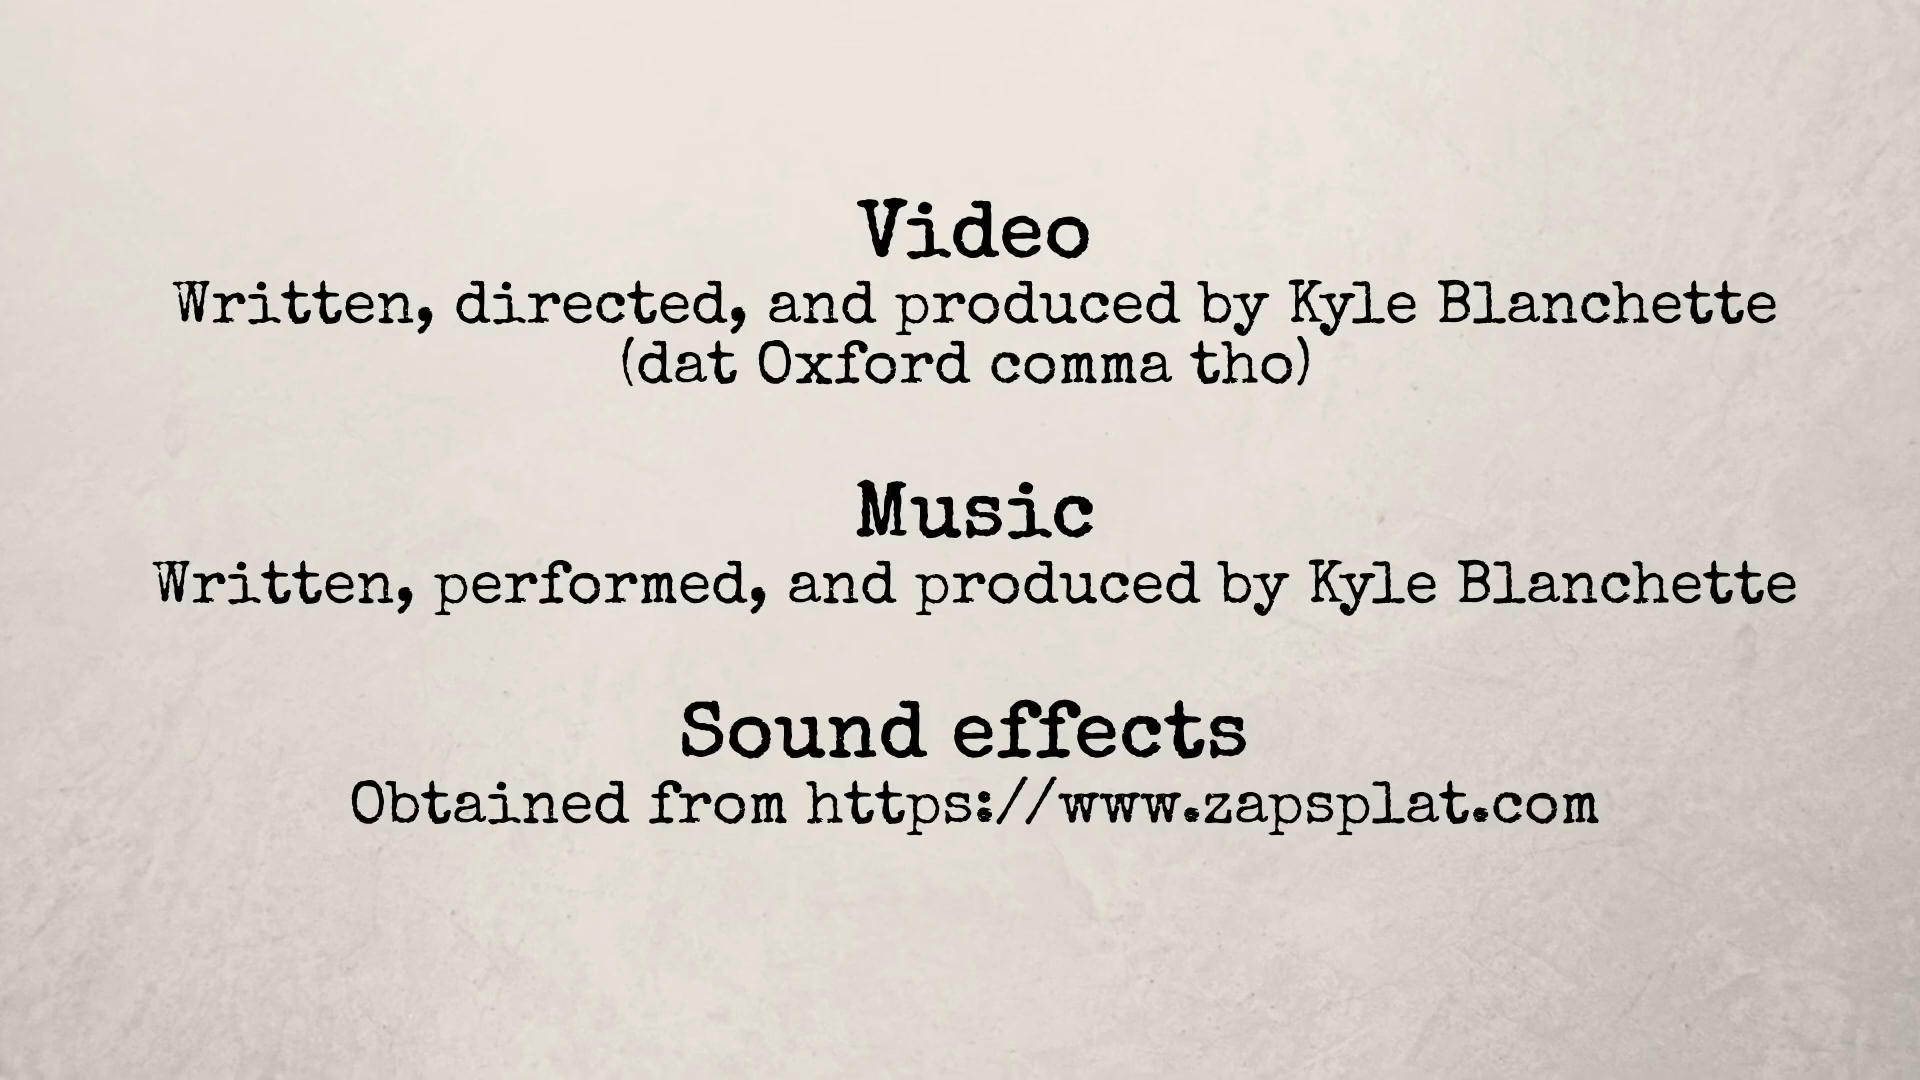 Video
Written, directed, and produced by Kyle Blanchette
(dat Oxford comma tho)
Music
Written, performed, and produced by Kyle Blanchette
Sound effects
Obtained from https://www.zapsplat.com